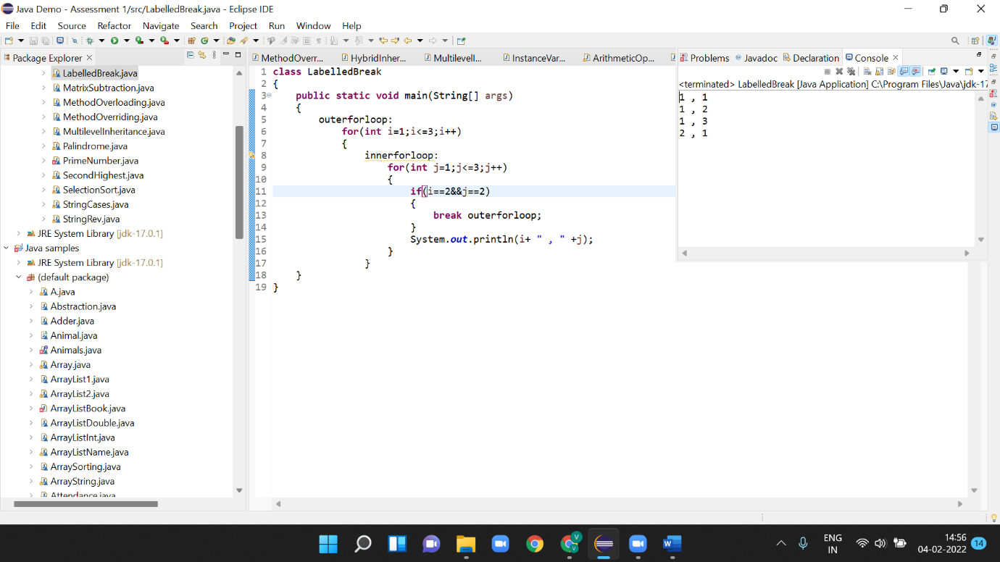 Java Demo - Assessment 1/src/LabelledBreak.java - Eclipse IDE
File Edit Source Refactor Navigate Search Project Run Window Help
Package Explorer
LabelledBreak.java
MatrixSubtraction.java
MethodOverloading.java
MethodOverriding.java
MultilevelInheritance.java
Palindrome.java
PrimeNumber.java
SecondHighest.java
SelectionSort.java
StringCases.java
StringRev.java
JRE System Library [jdk-17.0.1]
Java samples
JRE System Library [jdk-17.0.1]
(default package)
A.java
Abstraction.java
Adder.java
Animal.java
Animals.java
Array.java
ArrayList1.java
ArrayList2.java
ArrayListBook.java
ArrayListDouble.java
ArrayListInt.java
ArrayListName.java
ArraySorting.java
ArrayString.java
Attendance.java
MethodOverr... HybridInher... Multilevel... InstanceVar... ArithmeticOp...
1 class LabelledBreak
2 {
3 public static void main(String[] args)
4 {
5 outerforloop:
6 for(int i=1;i<=3;i++)
7 {
8 innerforloop:
9 for(int j=1;j<=3;j++)
10 {
11 if(i==2&&j==2)
12 {
13 break outerforloop;
14 }
15 System.out.println(i+ " , " +j);
16 }
17 }
18 }
19 }
Problems Javadoc Declaration Console
<terminated> LabelledBreak [Java Application] C:\Program Files\Java\jdk-17
1 , 1
1 , 2
1 , 3
2 , 1
ENG
IN
14:56
04-02-2022
14